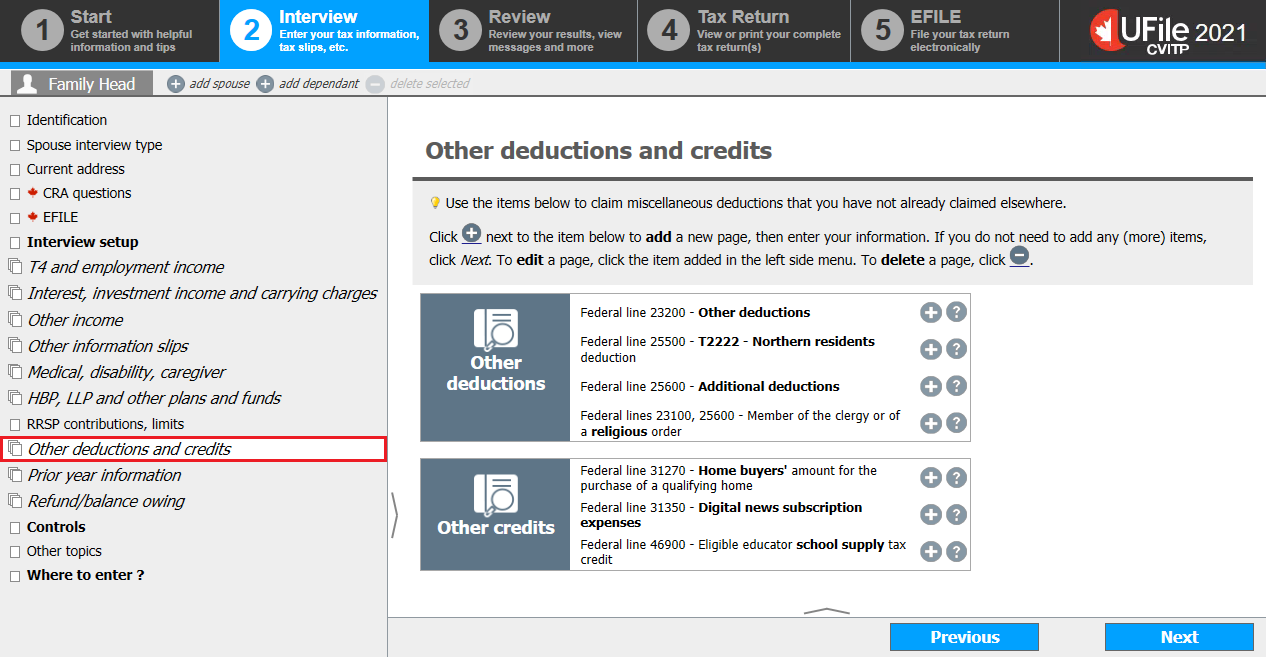 1 Start
Get started with helpful
information and tips
2 Interview
Enter your tax information,
tax slips, etc.
3 Review
Review your results, view
messages and more
4 Tax Return
View or print your complete
tax return(s)
5 EFILE
File your tax return
electronically
UFile 2021
CVITP
Family Head
add spouse
add dependant
delete selected
Identification
Spouse interview type
Current address
CRA questions
EFILE
Interview setup
T4 and employment income
Interest, investment income and carrying charges
Other income
Other information slips
Medical, disability, caregiver
HBP, LLP and other plans and funds
RRSP contributions, limits
Other deductions and credits
Prior year information
Refund/balance owing
Controls
Other topics
Where to enter ?
Other deductions and credits
Use the items below to claim miscellaneous deductions that you have not already claimed elsewhere.
Click + next to the item below to add a new page, then enter your information. If you do not need to add any (more) items,
click Next. To edit a page, click the item added in the left side menu. To delete a page, click −.
Other
deductions
Federal line 23200 - Other deductions
Federal line 25500 - T2222 - Northern residents
deduction
Federal line 25600 - Additional deductions
Federal lines 23100, 25600 - Member of the clergy or of
a religious order
Other credits
Federal line 31270 - Home buyers' amount for the
purchase of a qualifying home
Federal line 31350 - Digital news subscription
expenses
Federal line 46900 - Eligible educator school supply tax
credit
Previous
Next